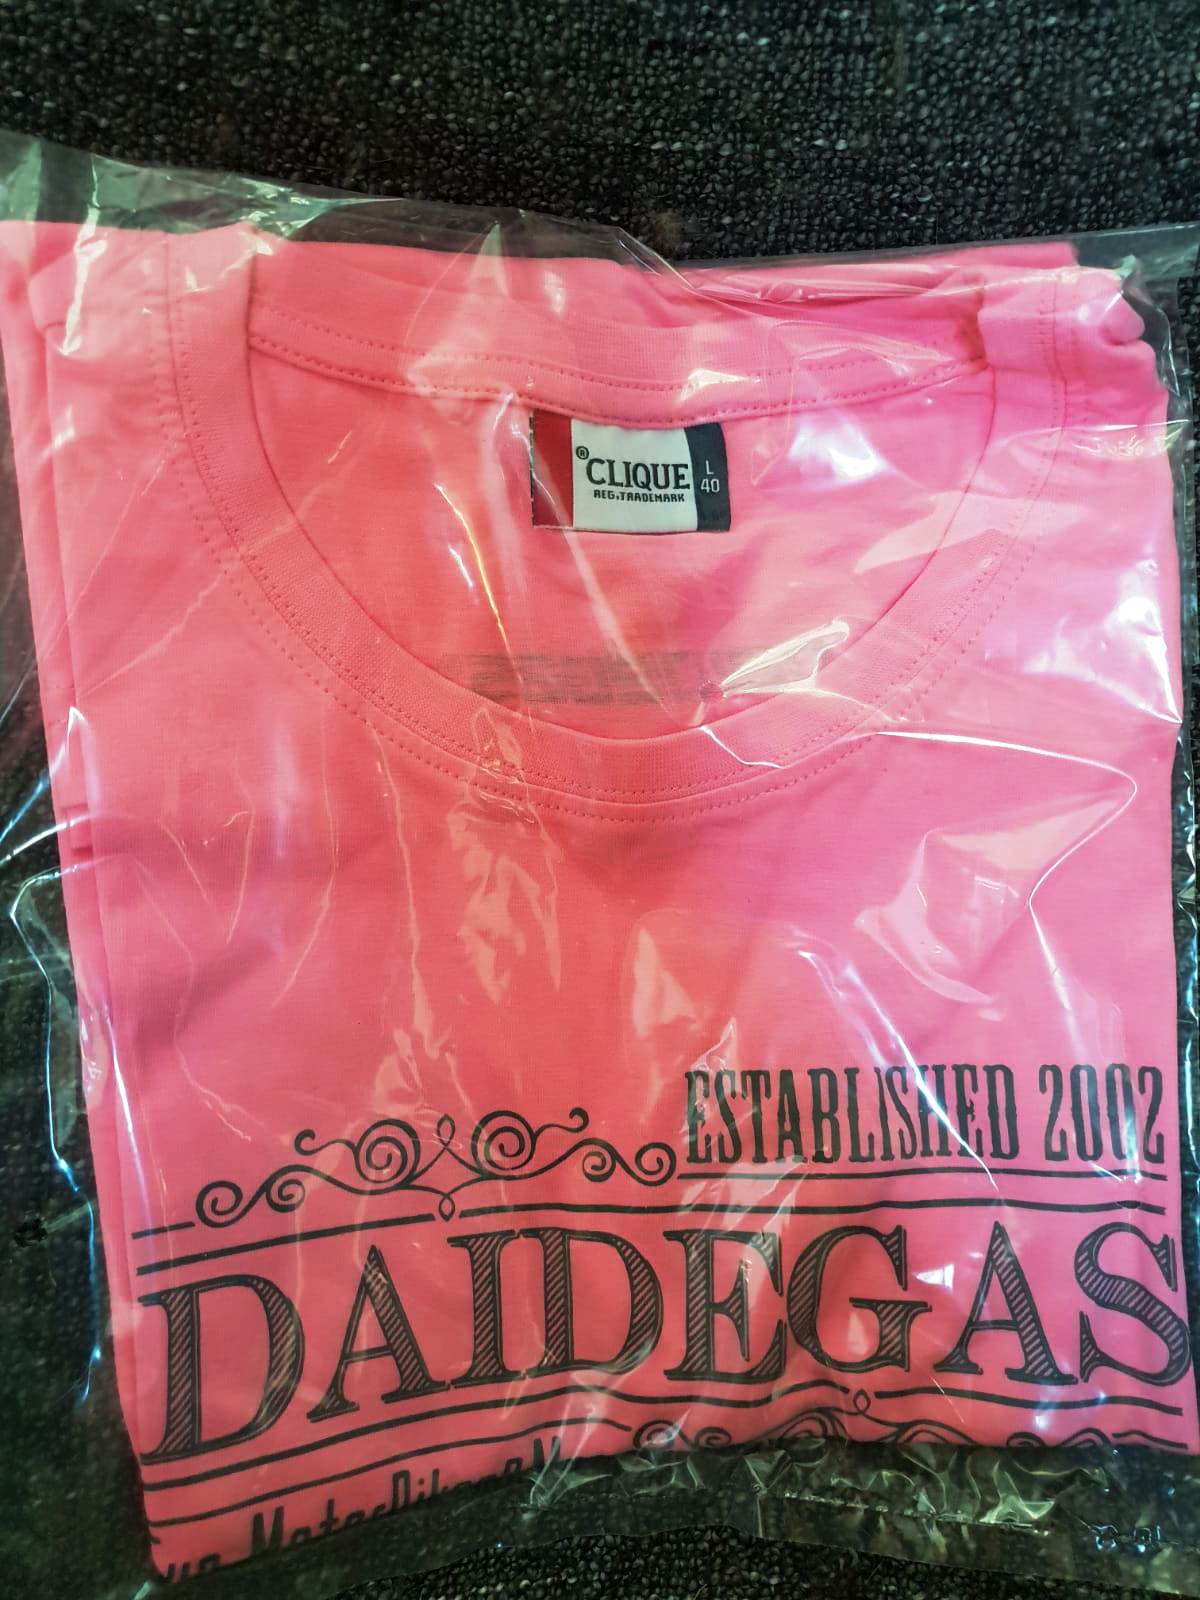 ® CLIQUE
REG. TRADEMARK
L
40
ESTABLISHED 2002
DAIDEGAS